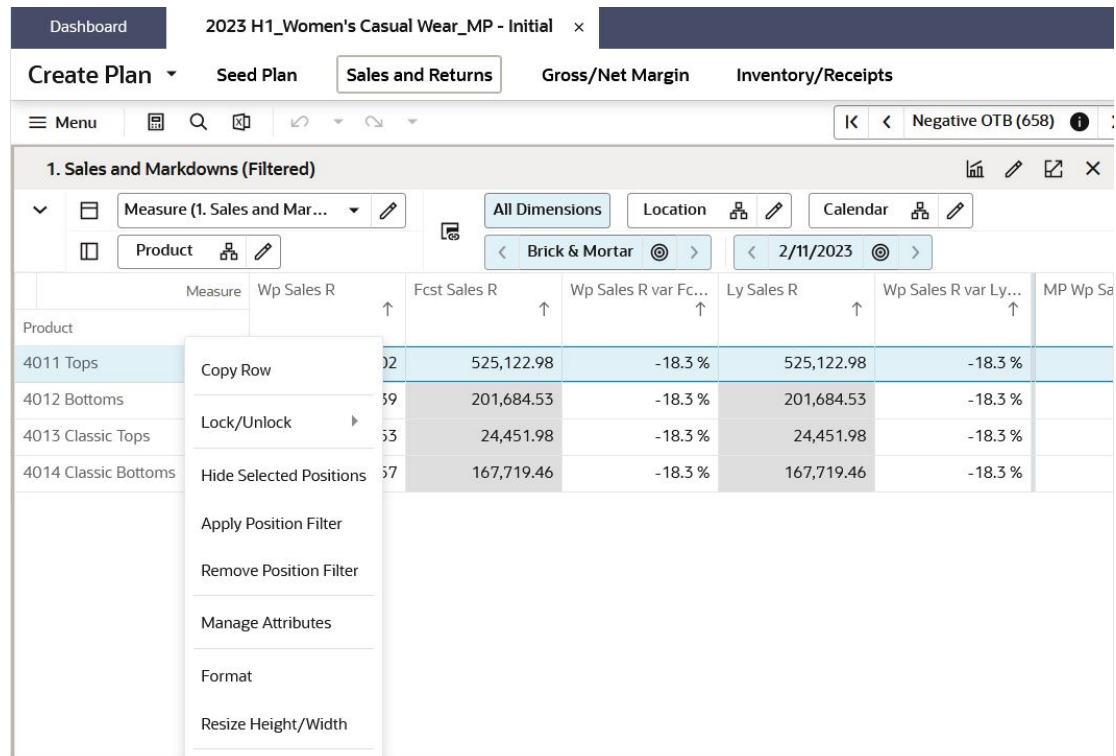 Dashboard
2023 H1_Women's Casual Wear_MP - Initial ×
Create Plan Seed Plan Sales and Returns Gross/Net Margin Inventory/Receipts
Menu Negative OTB (658)
1. Sales and Markdowns (Filtered)
Measure (1. Sales and Mar... All Dimensions Location Calendar
Product Brick & Mortar 2/11/2023
Measure Wp Sales R Fcst Sales R Wp Sales R var Fc... Ly Sales R Wp Sales R var Ly... MP Wp Sa
Product
4011 Tops 02 525,122.98 -18.3 % 525,122.98 -18.3 %
4012 Bottoms 39 201,684.53 -18.3 % 201,684.53 -18.3 %
4013 Classic Tops 53 24,451.98 -18.3 % 24,451.98 -18.3 %
4014 Classic Bottoms 57 167,719.46 -18.3 % 167,719.46 -18.3 %
Copy Row
Lock/Unlock
Hide Selected Positions
Apply Position Filter
Remove Position Filter
Manage Attributes
Format
Resize Height/Width